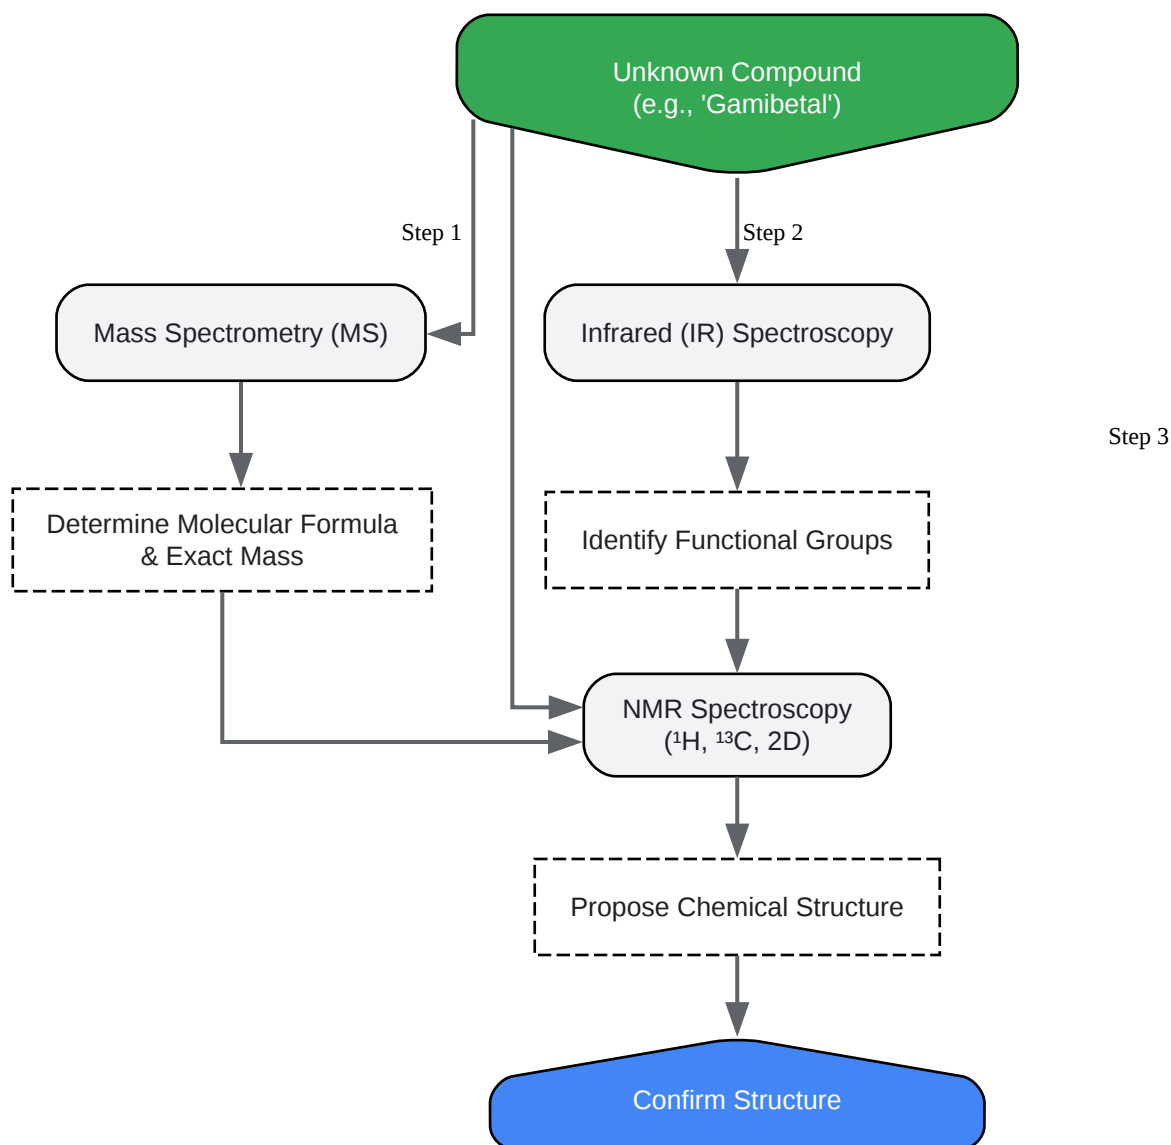 Unknown Compound
(e.g., 'Gamibetal')
Step 1
Step 2
Mass Spectrometry (MS)
Infrared (IR) Spectroscopy
Step 3
Determine Molecular Formula
& Exact Mass
Identify Functional Groups
NMR Spectroscopy
(¹H, ¹³C, 2D)
Propose Chemical Structure
Confirm Structure